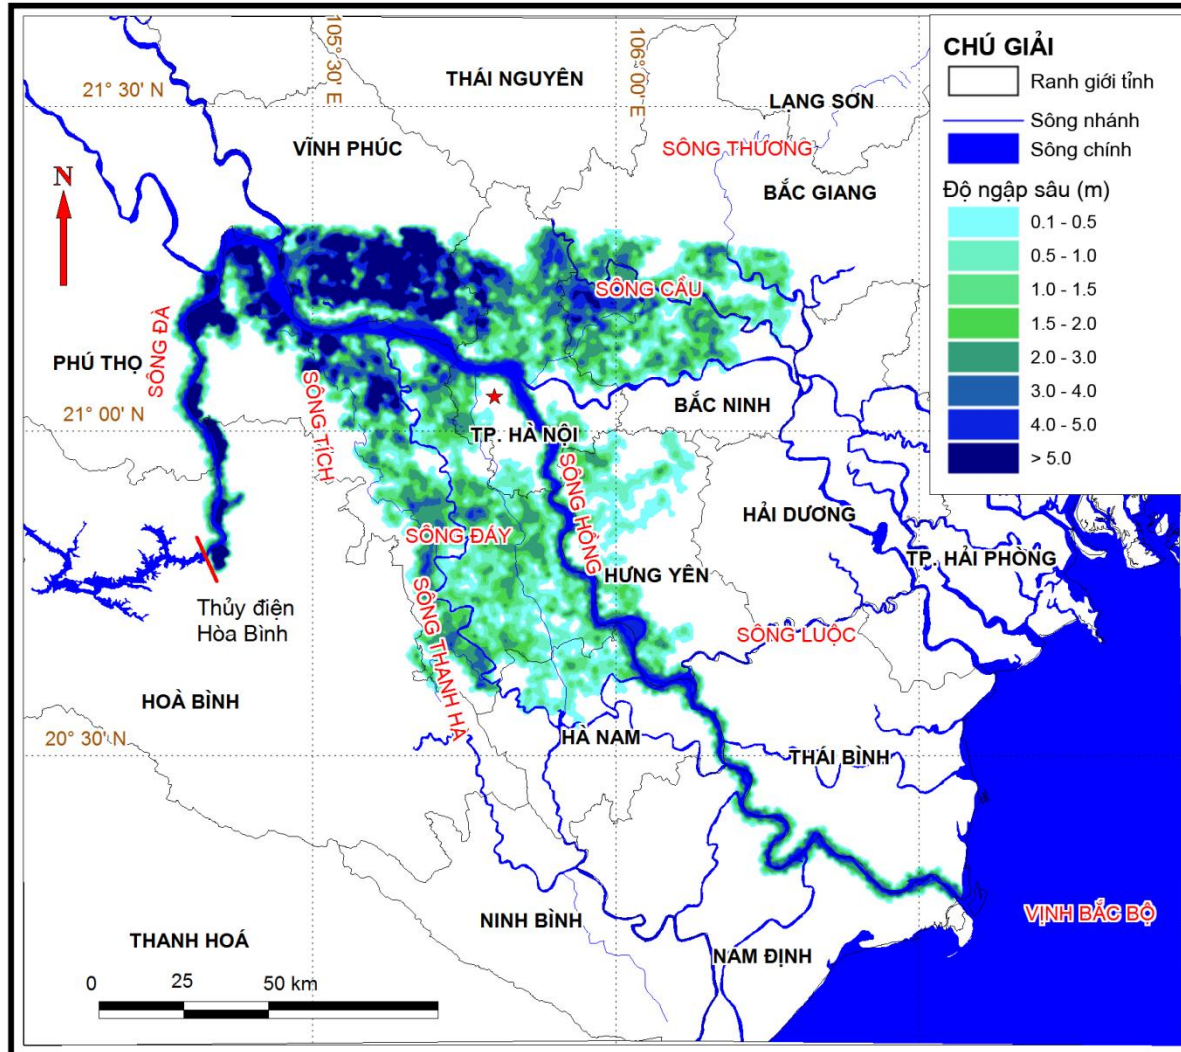 CHÚ GIẢI
Ranh giới tỉnh
Sông nhánh
Sông chính
Độ ngập sâu (m)
0.1 - 0.5
0.5 - 1.0
1.0 - 1.5
1.5 - 2.0
2.0 - 3.0
3.0 - 4.0
4.0 - 5.0
> 5.0
105° 30' E
106° 00' E
THÁI NGUYÊN
21° 30' N
LẠNG SƠN
VĨNH PHÚC
SÔNG THƯƠNG
N
BẮC GIANG
SÔNG CẦU
SÔNG ĐÀ
PHÚ THỌ
SÔNG TÍCH
BẮC NINH
21° 00' N
TP. HÀ NỘI
SÔNG HỒNG
HẢI DƯƠNG
SÔNG ĐÁY
TP. HẢI PHÒNG
HƯNG YÊN
Thủy điện
Hòa Bình
SÔNG THANH HÀ
SÔNG LUỘC
HOÀ BÌNH
20° 30' N
HÀ NAM
THÁI BÌNH
NINH BÌNH
VỊNH BẮC BỘ
THANH HOÁ
NAM ĐỊNH
0 25 50 km